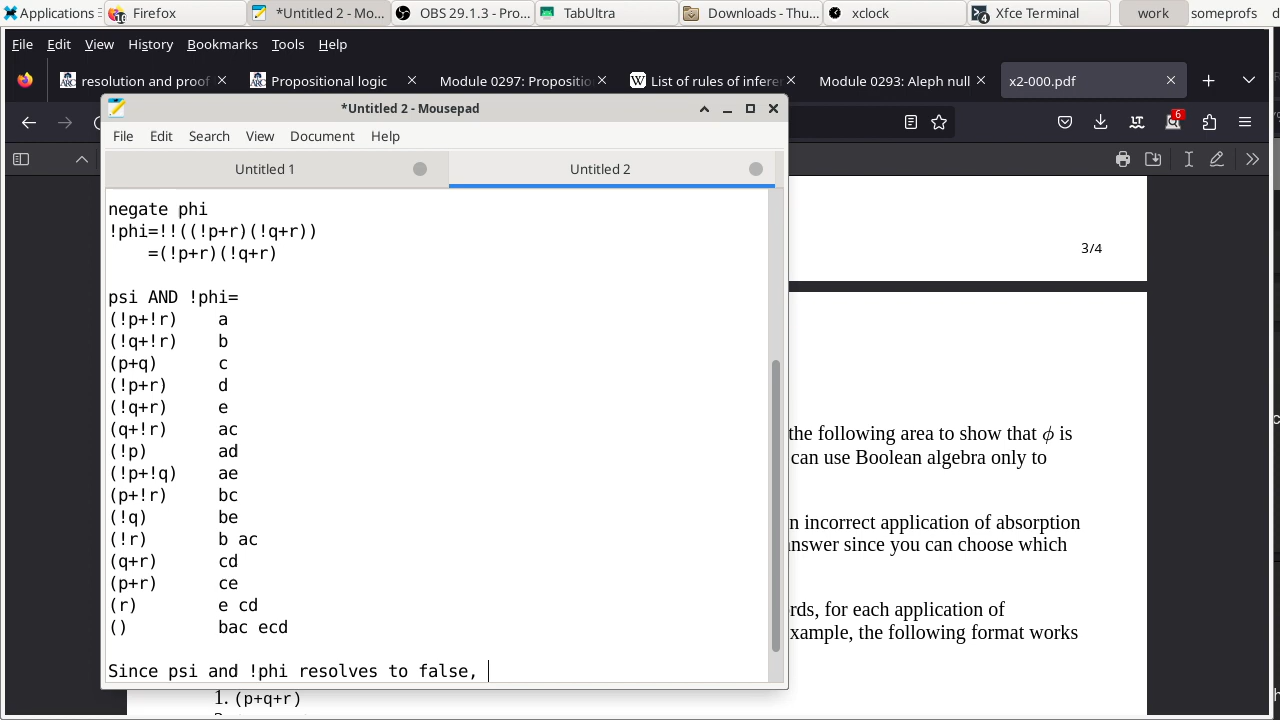 Applications
Firefox
*Untitled 2 - Mo...
OBS 29.1.3 - Pro...
TabUltra
Downloads - Thu...
xclock
Xfce Terminal
work
someprofs
File Edit View History Bookmarks Tools Help
resolution and proof
Propositional logic
Module 0297: Propositio
List of rules of infere
Module 0293: Aleph null
x2-000.pdf
6
*Untitled 2 - Mousepad
File Edit Search View Document Help
Untitled 1
Untitled 2
negate phi
!phi=!!((!p+r)(!q+r))
=(!p+r)(!q+r)
psi AND !phi=
(!p+!r) a
(!q+!r) b
(p+q) c
(!p+r) d
(!q+r) e
(q+!r) ac
(!p) ad
(!p+!q) ae
(p+!r) bc
(!q) be
(!r) b ac
(q+r) cd
(p+r) ce
(r) e cd
() bac ecd
Since psi and !phi resolves to false,
3/4
the following area to show that ϕ is
can use Boolean algebra only to
n incorrect application of absorption
answer since you can choose which
rds, for each application of
xample, the following format works
1. (p+q+r)